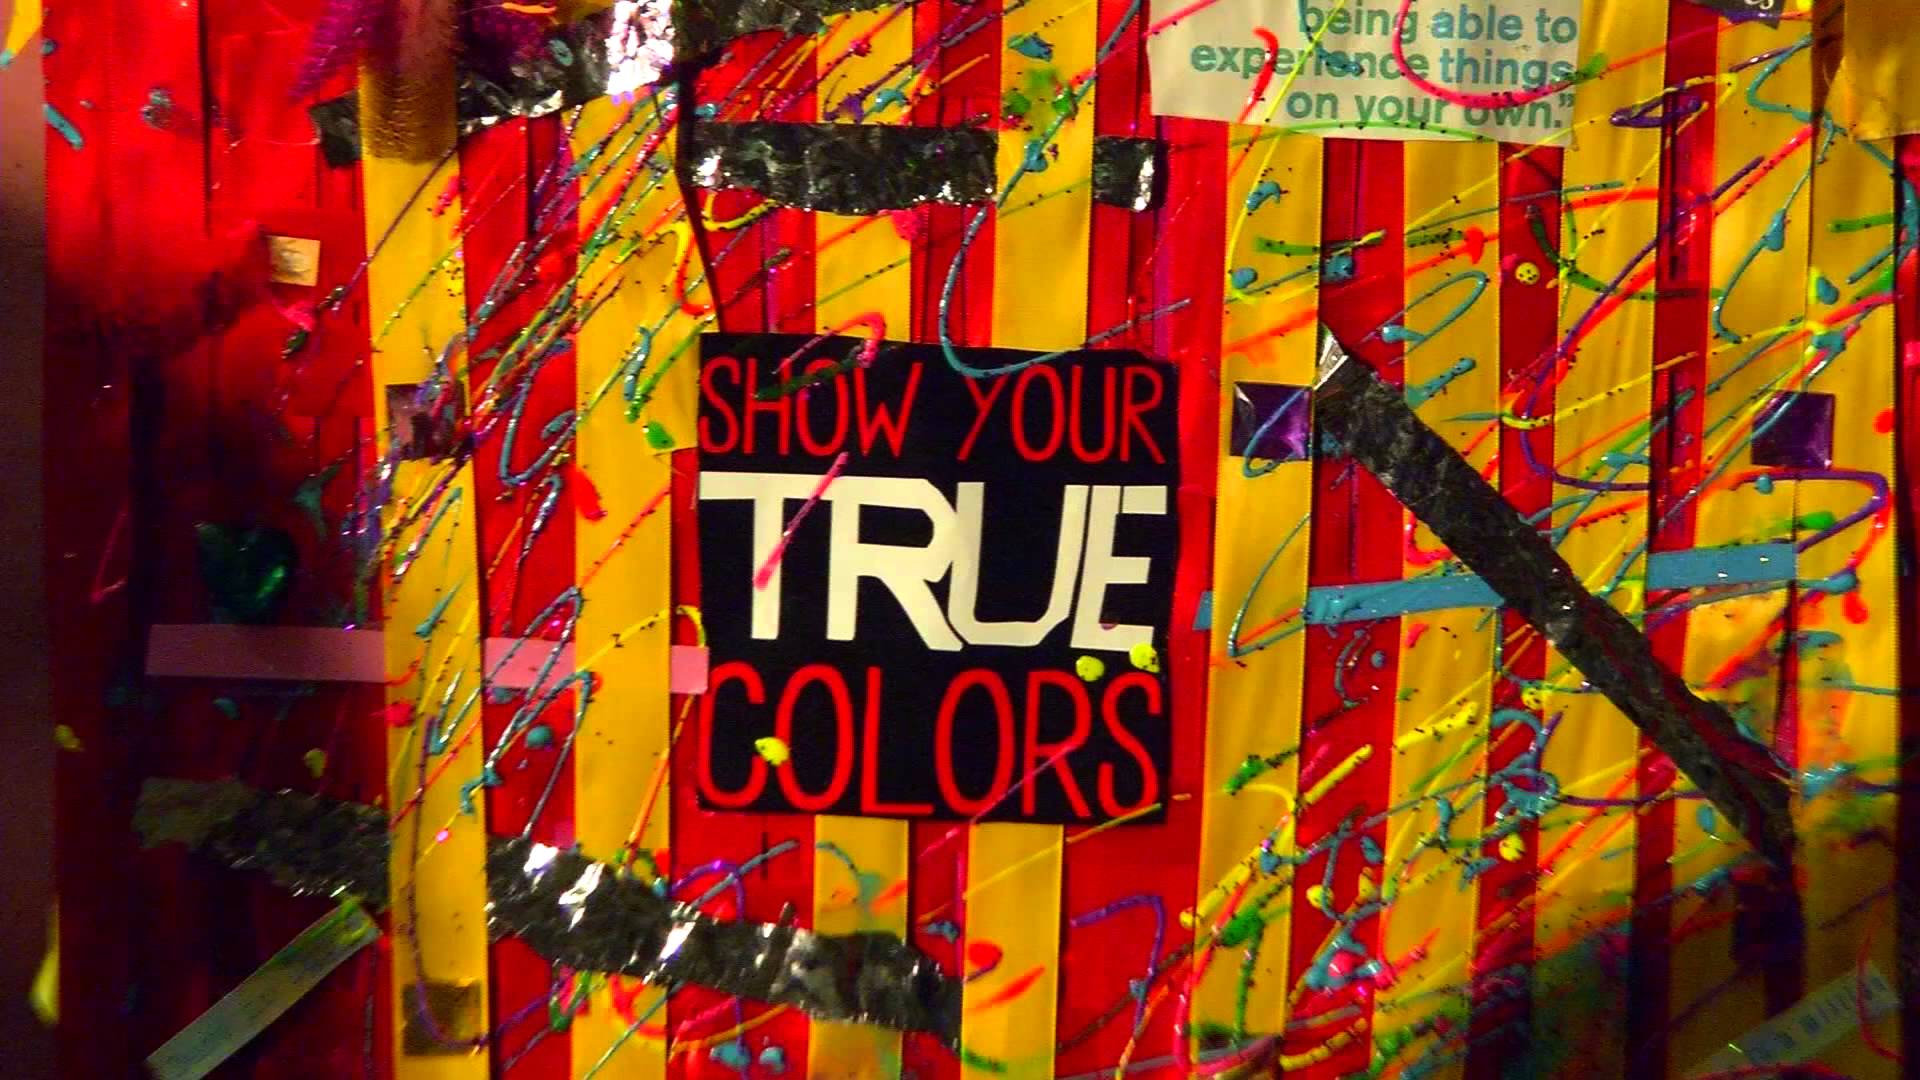 being able to
experience things
on your own."
SHOW YOUR
TRUE
COLORS